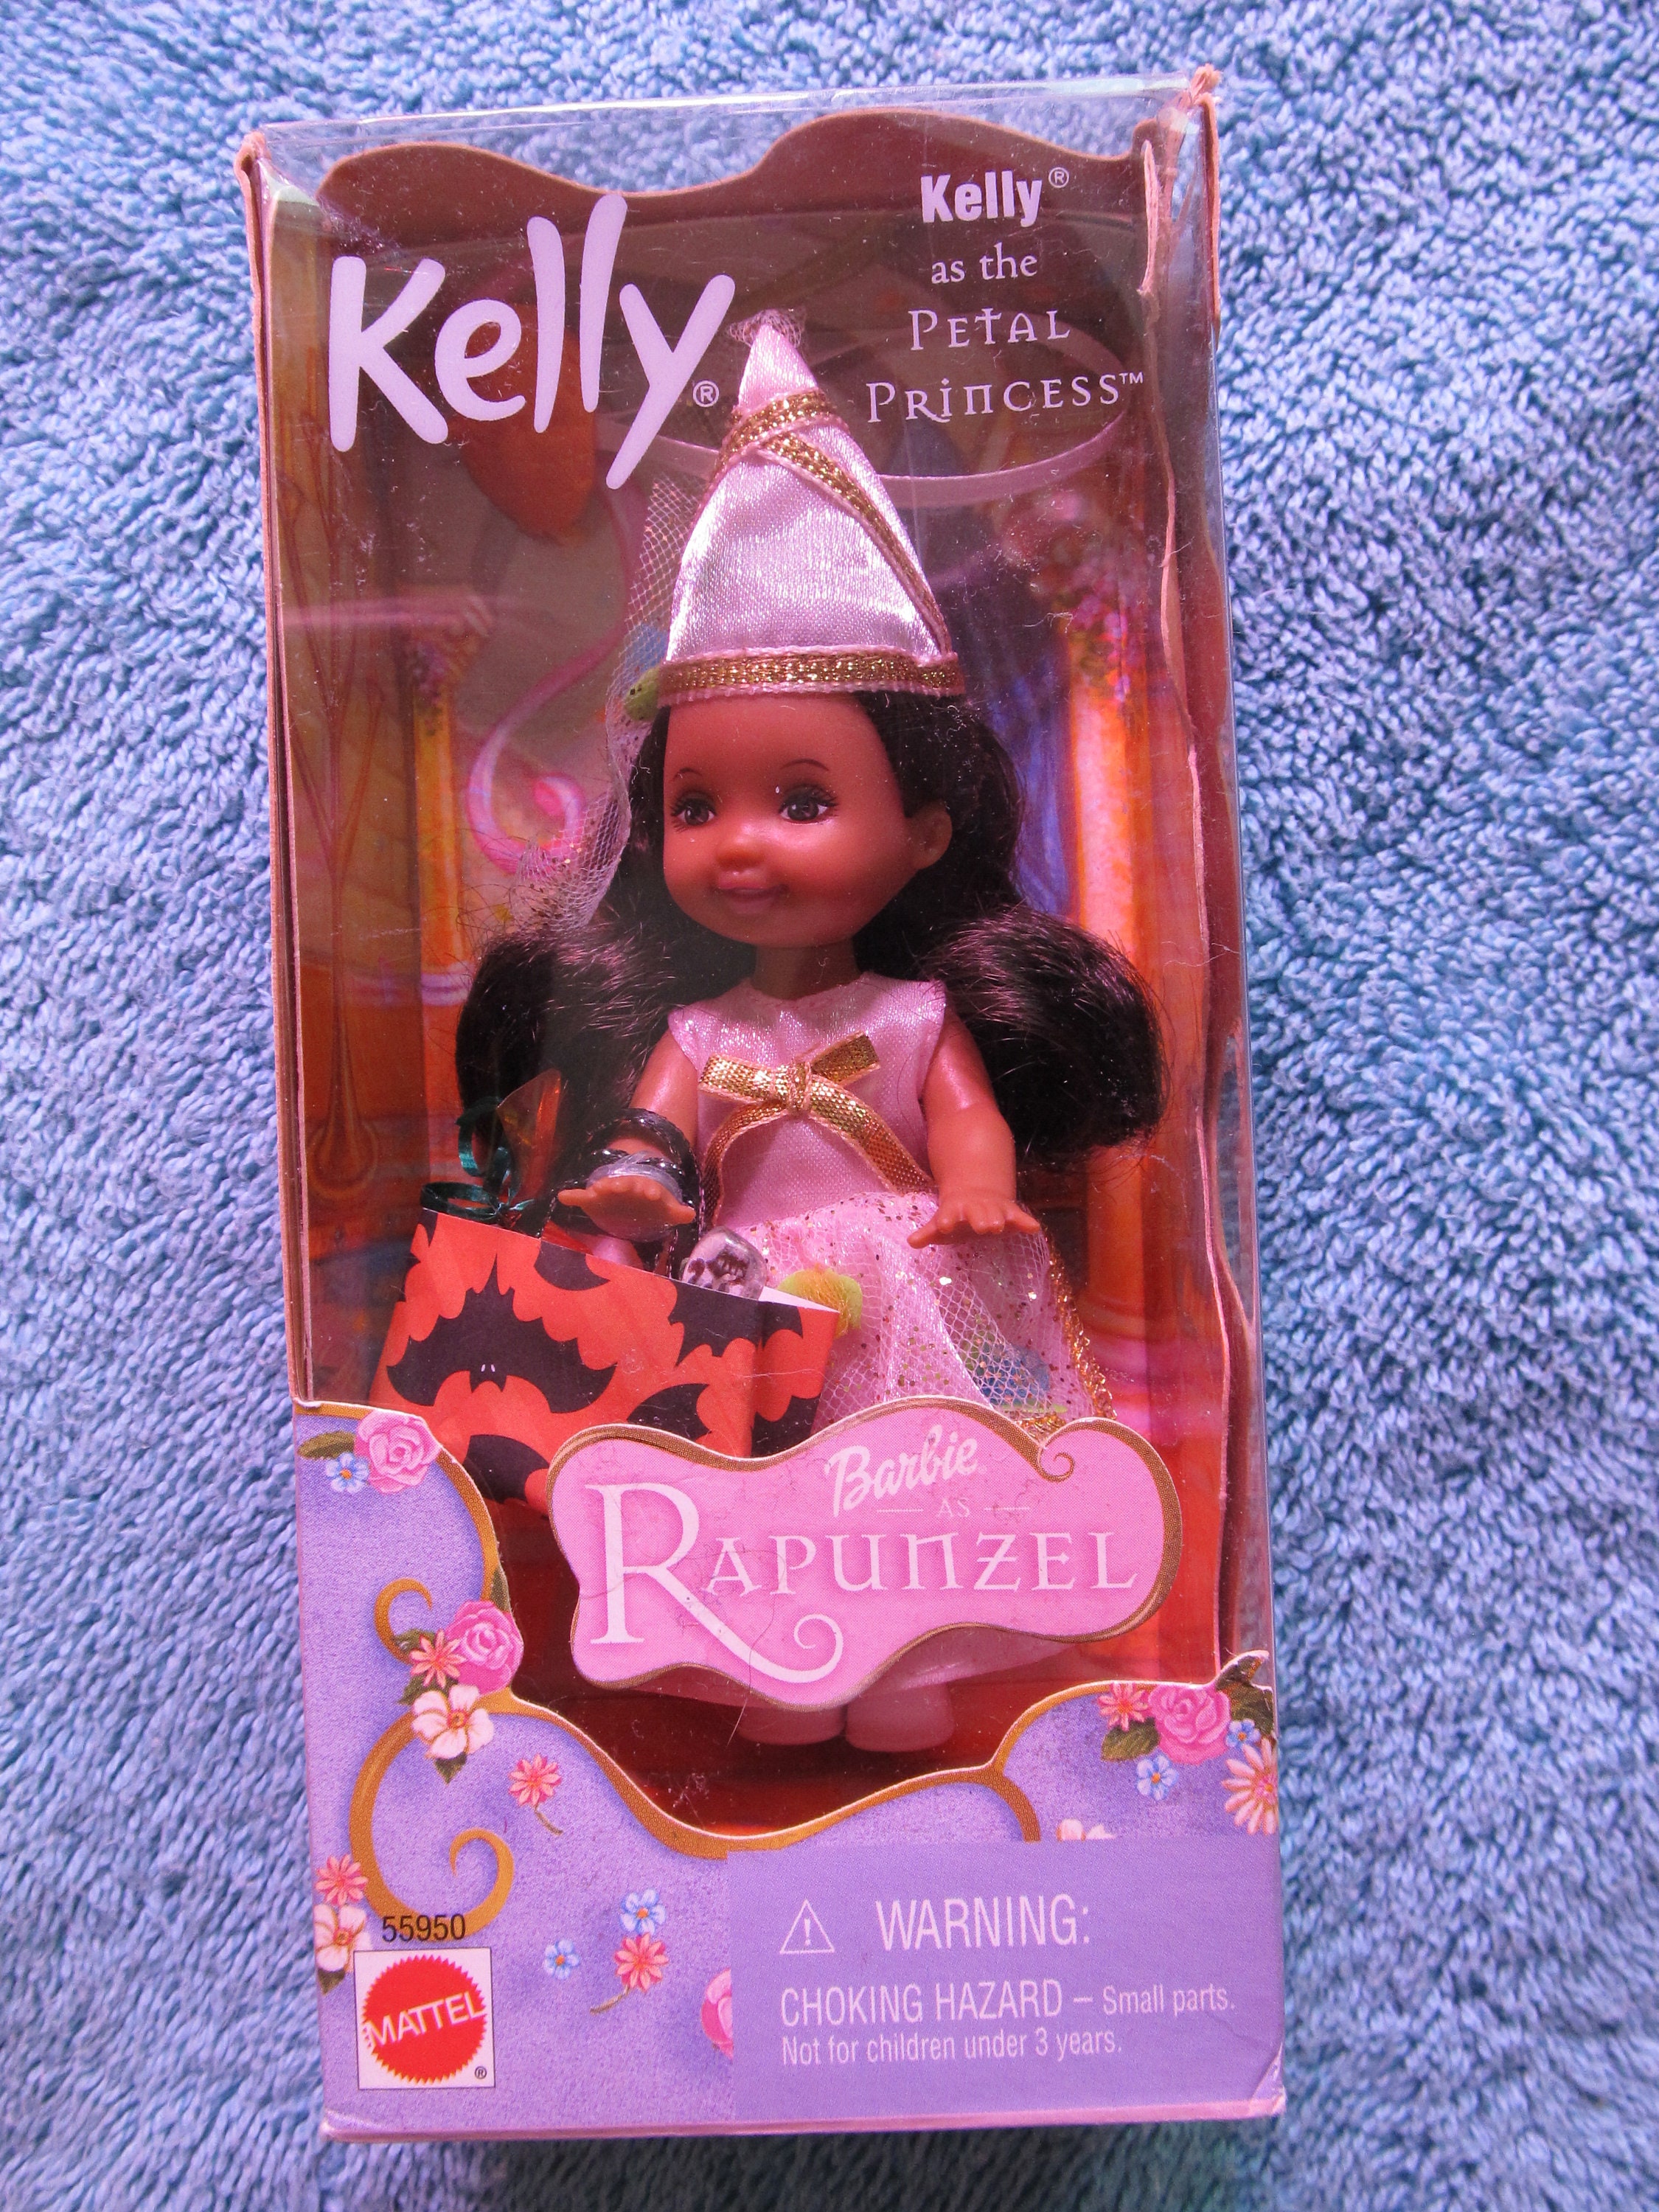 Kelly®
Kelly®
as the
PETAL
PRINCESS™
Barbie
AS
RAPUNZEL
55950
MATTEL
®
⚠ WARNING:
CHOKING HAZARD – Small parts.
Not for children under 3 years.